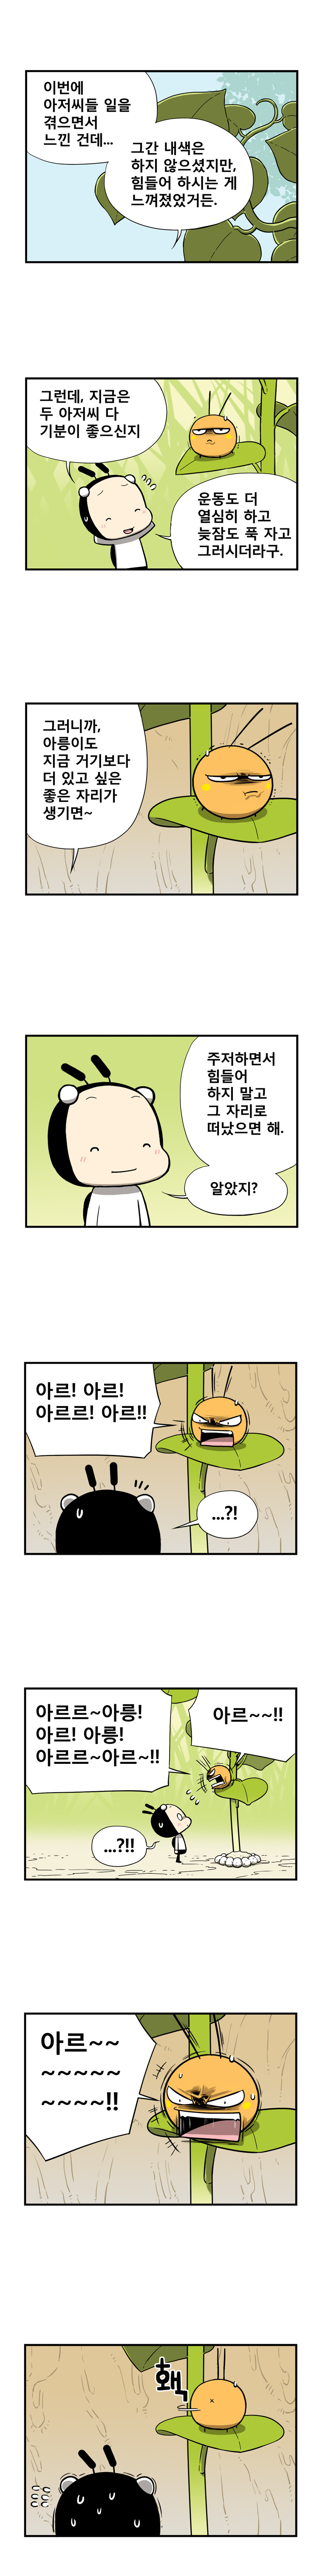 이번에
아저씨들 일을
겪으면서
느낀 건데...
그간 내색은
하지 않으셨지만,
힘들어 하시는 게
느껴졌었거든.
그런데, 지금은
두 아저씨 다
기분이 좋으신지
운동도 더
열심히 하고
늦잠도 푹 자고
그러시더라구.
그러니까,
아릉이도
지금 거기보다
더 있고 싶은
좋은 자리가
생기면~
주저하면서
힘들어
하지 말고
그 자리로
떠났으면 해.
알았지?
아르! 아르!
아르르! 아르!!
...?!
아르르~아릉!
아르! 아릉!
아르르~아르~!!
아르~~!!
...?!!
아르~~
~~~~~
~~~~!!
홱